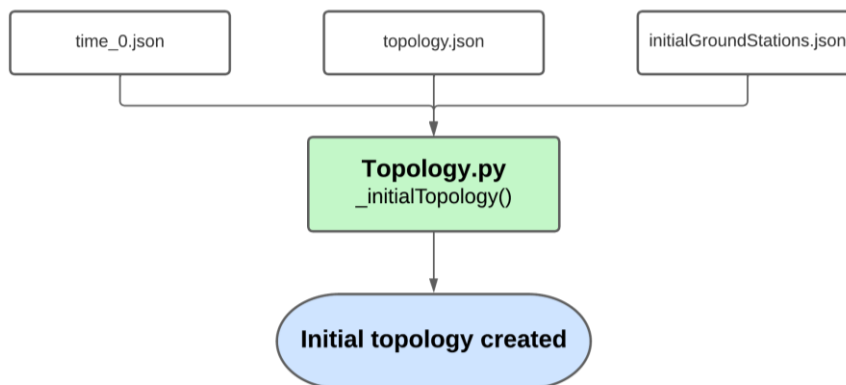 time_0.json
topology.json
initialGroundStations.json
Topology.py
_initialTopology()
Initial topology created